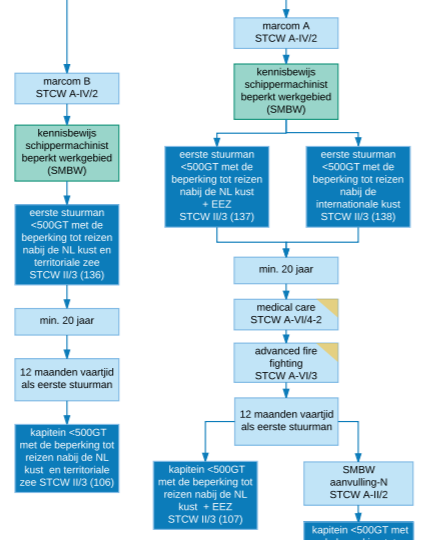 marcom B
STCW A-IV/2
kennisbewijs
schippermachinist
beperkt werkgebied
(SMBW)
eerste stuurman
<500GT met de
beperking tot reizen
nabij de NL kust en
territoriale zee
STCW II/3 (136)
min. 20 jaar
12 maanden vaartijd
als eerste stuurman
kapitein <500GT
met de beperking tot
reizen nabij de NL
kust en territoriale
zee STCW II/3 (106)
marcom A
STCW A-IV/2
kennisbewijs
schippermachinist
beperkt werkgebied
(SMBW)
eerste stuurman
<500GT met de
beperking tot reizen
nabij de NL kust
+ EEZ
STCW II/3 (137)
eerste stuurman
<500GT met de
beperking tot reizen
nabij de
internationale kust
STCW II/3 (138)
min. 20 jaar
medical care
STCW A-VI/4-2
advanced fire
fighting
STCW A-VI/3
12 maanden vaartijd
als eerste stuurman
kapitein <500GT
met de beperking tot
reizen nabij de NL
kust + EEZ
STCW II/3 (107)
SMBW
aanvulling-N
STCW A-II/2
kapitein <500GT met